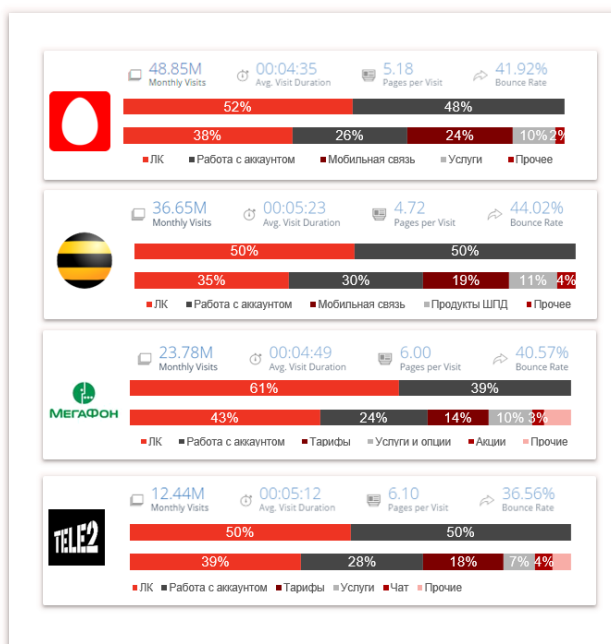 48.85M 00:04:35 5.18 41.92%
Monthly Visits Avg. Visit Duration Pages per Visit Bounce Rate
52% 48%
38% 26% 24% 10% 2%
ЛК Работа с аккаунтом Мобильная связь Услуги Прочее
36.65M 00:05:23 4.72 44.02%
Monthly Visits Avg. Visit Duration Pages per Visit Bounce Rate
50% 50%
35% 30% 19% 11% 4%
ЛК Работа с аккаунтом Мобильная связь Продукты ШПД Прочее
23.78M 00:04:49 6.00 40.57%
Monthly Visits Avg. Visit Duration Pages per Visit Bounce Rate
61% 39%
МЕГАФОН
43% 24% 14% 10% 3%
ЛК Работа с аккаунтом Тарифы Услуги и опции Акции Прочие
12.44M 00:05:12 6.10 36.56%
Monthly Visits Avg. Visit Duration Pages per Visit Bounce Rate
50% 50%
TELE2
39% 28% 18% 7% 4%
ЛК Работа с аккаунтом Тарифы Услуги Чат Прочие